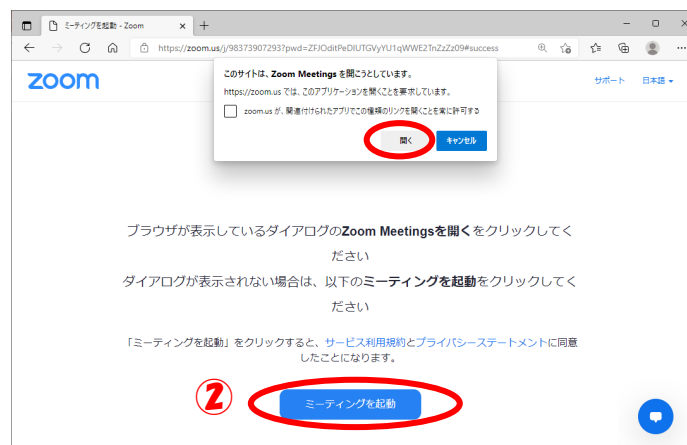 ミーティングを起動 - Zoom
https://zoom.us/j/98373907293?pwd=ZFJOditPeDlUTGVyYU1qWWE2TnZzZz09#success
zoom
サポート 日本語
このサイトは、Zoom Meetings を開こうとしています。
https://zoom.us では、このアプリケーションを開くことを要求しています。
zoom.us が、関連付けられたアプリでこの種類のリンクを開くことを常に許可する
開く キャンセル
ブラウザが表示しているダイアログのZoom Meetingsを開くをクリックしてく
ださい
ダイアログが表示されない場合は、以下のミーティングを起動をクリックしてく
ださい
「ミーティングを起動」をクリックすると、サービス利用規約とプライバシーステートメントに同意
したことになります。
② ミーティングを起動